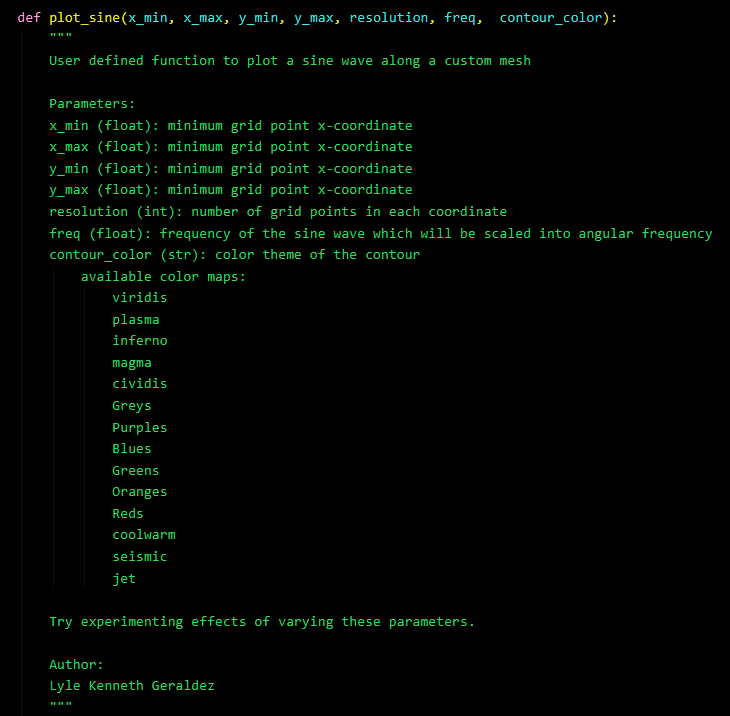 def plot_sine(x_min, x_max, y_min, y_max, resolution, freq,  contour_color):
"""
User defined function to plot a sine wave along a custom mesh
Parameters:
x_min (float): minimum grid point x-coordinate
x_max (float): minimum grid point x-coordinate
y_min (float): minimum grid point x-coordinate
y_max (float): minimum grid point x-coordinate
resolution (int): number of grid points in each coordinate
freq (float): frequency of the sine wave which will be scaled into angular frequency
contour_color (str): color theme of the contour
available color maps:
viridis
plasma
inferno
magma
cividis
Greys
Purples
Blues
Greens
Oranges
Reds
coolwarm
seismic
jet
Try experimenting effects of varying these parameters.
Author:
Lyle Kenneth Geraldez
"""